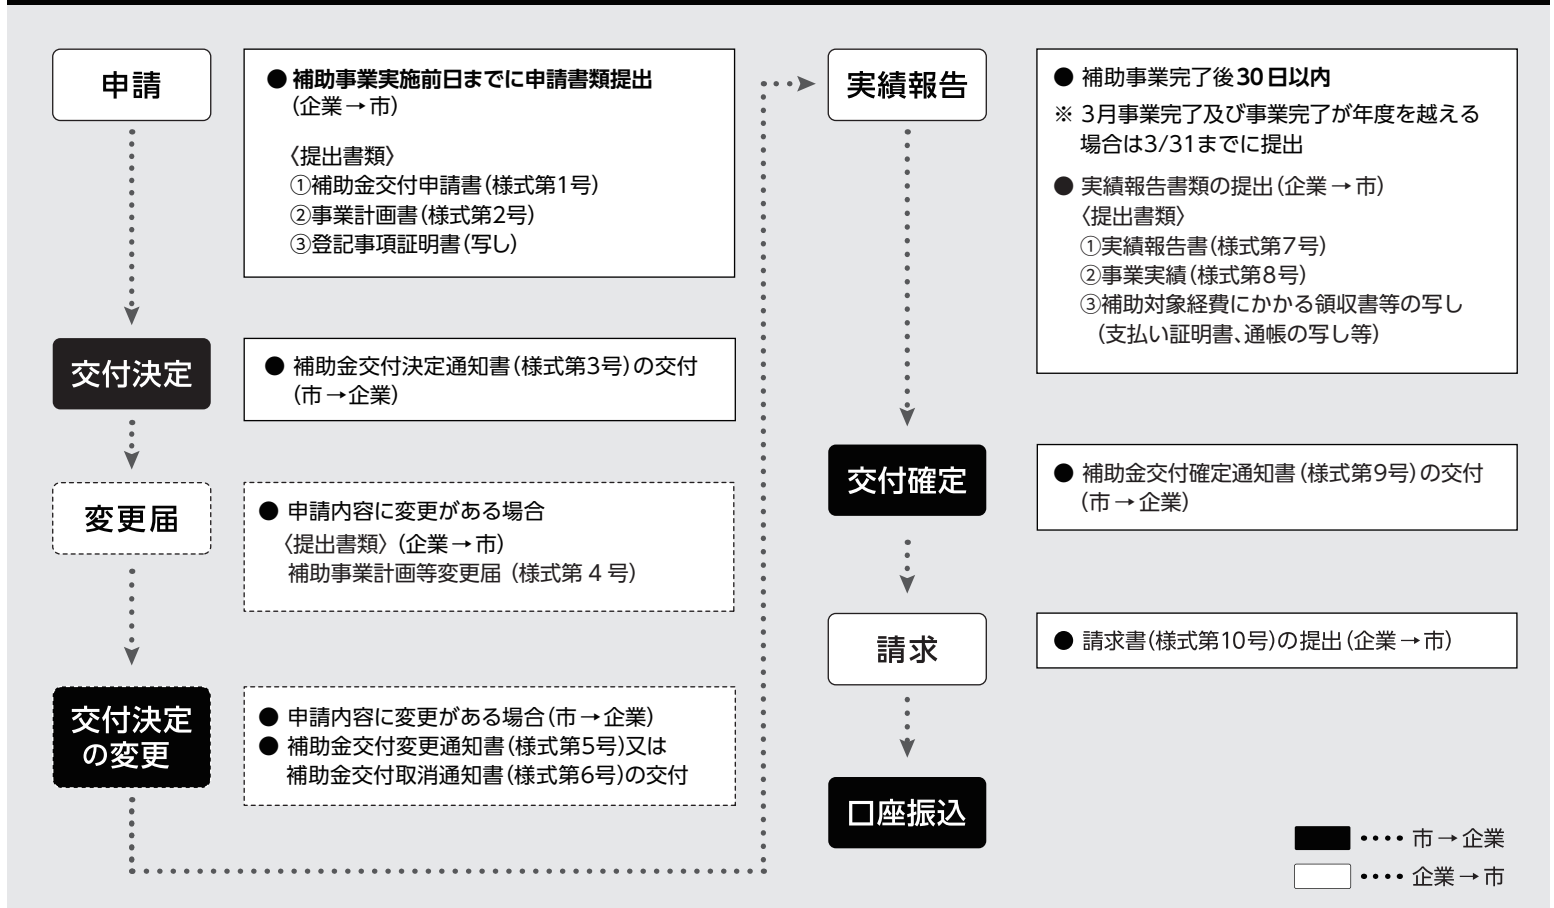 申請
● 補助事業実施前日までに申請書類提出
(企業→市)
〈提出書類〉
①補助金交付申請書(様式第1号)
②事業計画書(様式第2号)
③登記事項証明書(写し)
交付決定
● 補助金交付決定通知書(様式第3号)の交付
(市→企業)
変更届
● 申請内容に変更がある場合
〈提出書類〉(企業→市)
補助事業計画等変更届 (様式第 4 号)
交付決定
の変更
● 申請内容に変更がある場合(市→企業)
● 補助金交付変更通知書(様式第5号)又は
補助金交付取消通知書(様式第6号)の交付
実績報告
● 補助事業完了後30日以内
※ 3月事業完了及び事業完了が年度を越える
場合は3/31までに提出
● 実績報告書類の提出(企業→市)
〈提出書類〉
①実績報告書(様式第7号)
②事業実績(様式第8号)
③補助対象経費にかかる領収書等の写し
(支払い証明書、通帳の写し等)
交付確定
● 補助金交付確定通知書(様式第9号)の交付
(市→企業)
請求
● 請求書(様式第10号)の提出(企業→市)
口座振込
‥‥ 市→企業
‥‥ 企業→市